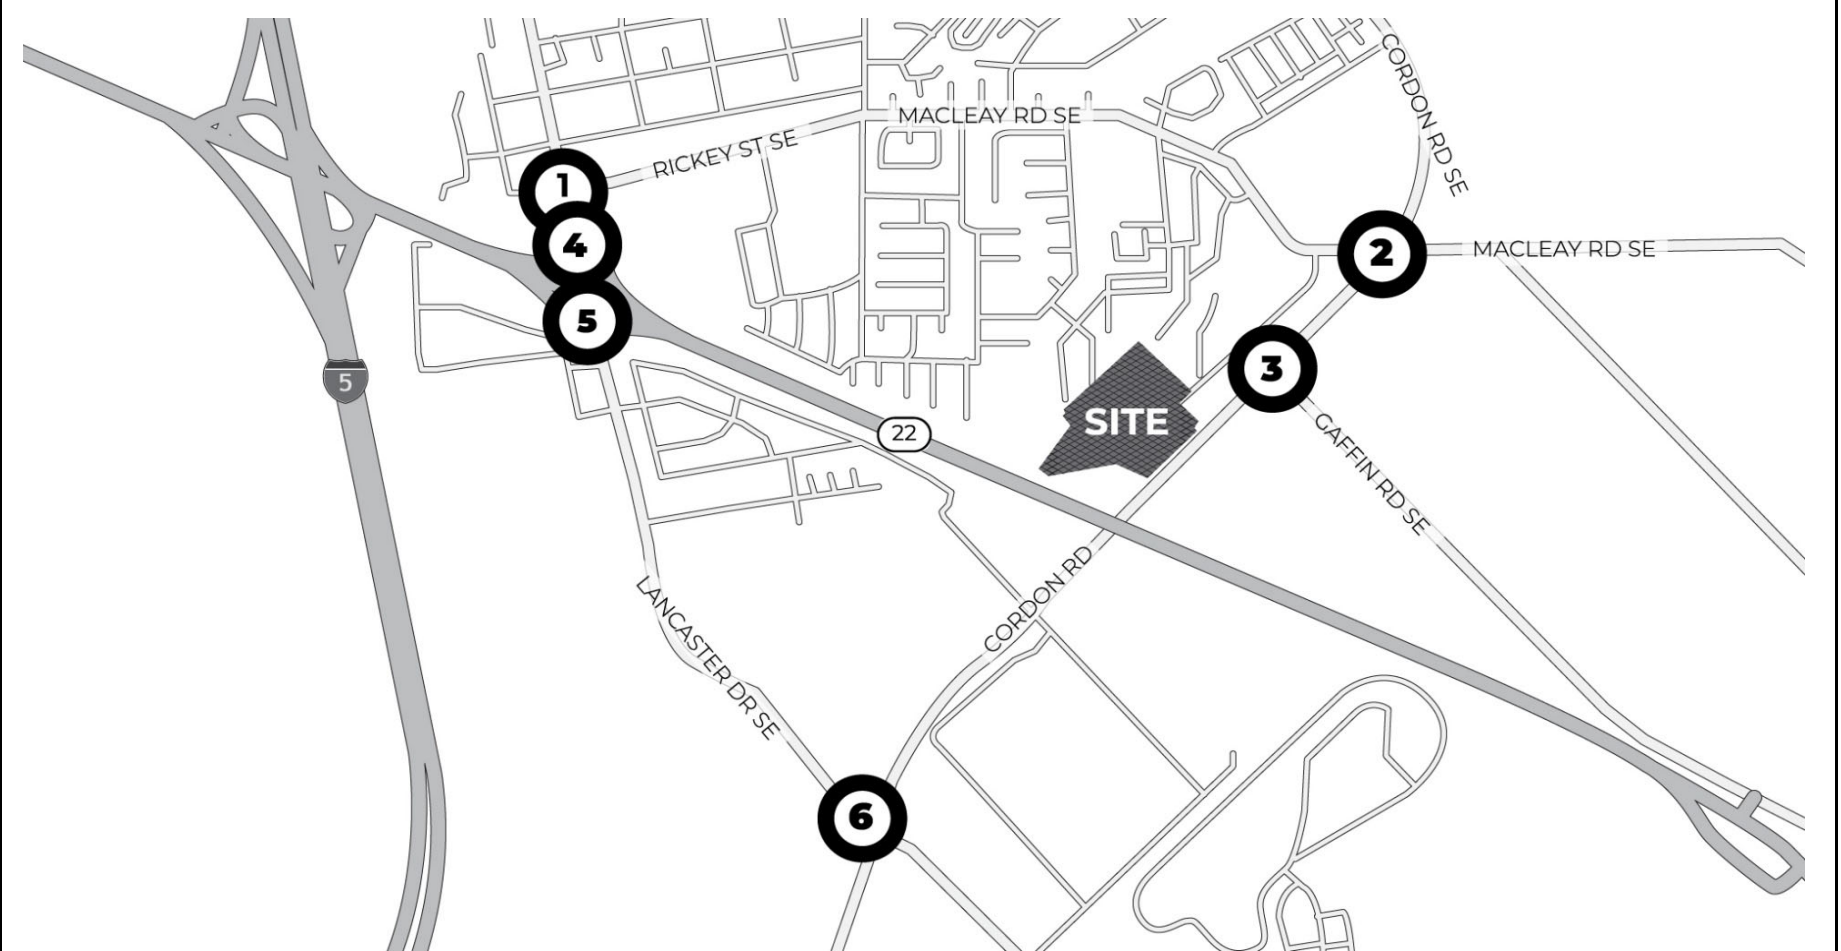 CORDON RD SE
MACLEAY RD SE
RICKEY ST SE
1
4
2
MACLEAY RD SE
5
3
5
SITE
22
GAFFIN RD SE
CORDON RD
LANCASTER DR SE
6